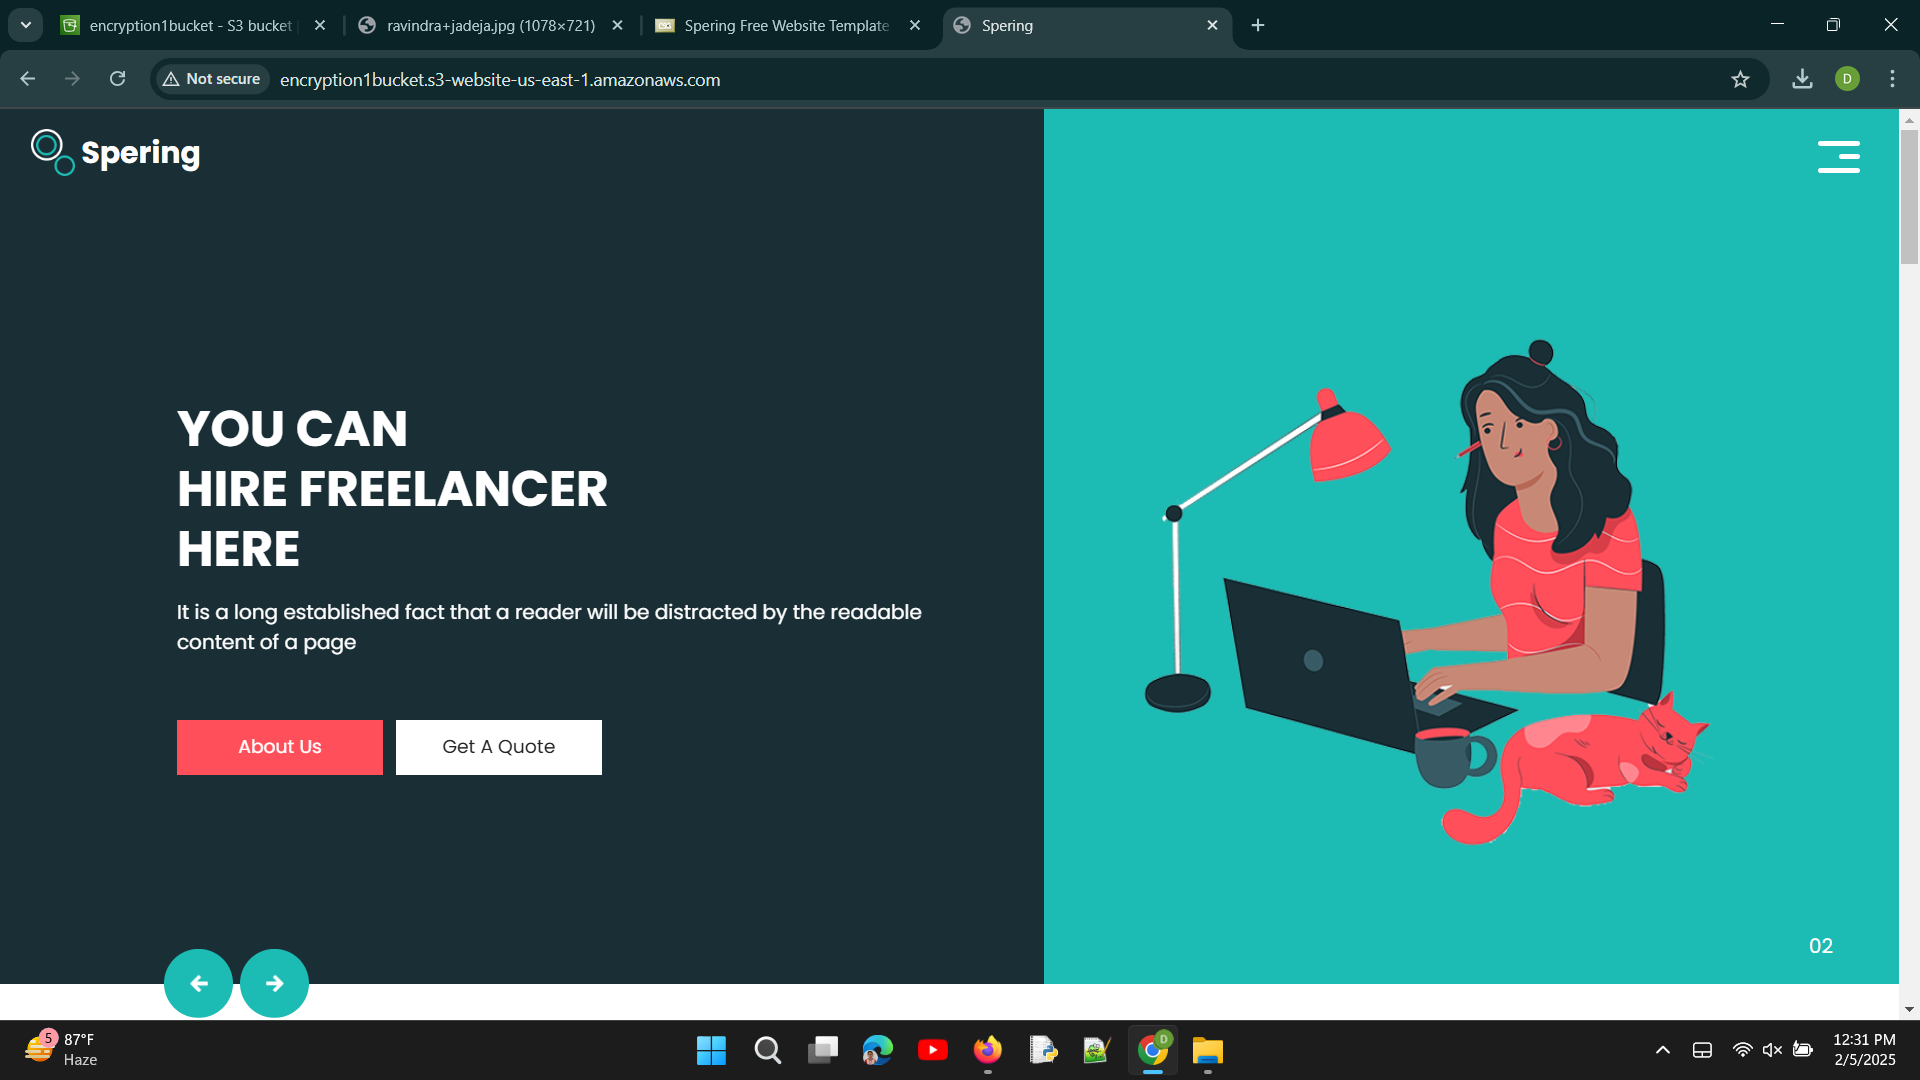 encryption1bucket - S3 bucket
ravindra+jadeja.jpg (1078×721)
Spering Free Website Template
Spering
Not secure
encryption1bucket.s3-website-us-east-1.amazonaws.com
D
Spering
YOU CAN
HIRE FREELANCER
HERE
It is a long established fact that a reader will be distracted by the readable
content of a page
About Us
Get A Quote
02
5
87°F
Haze
D
12:31 PM
2/5/2025